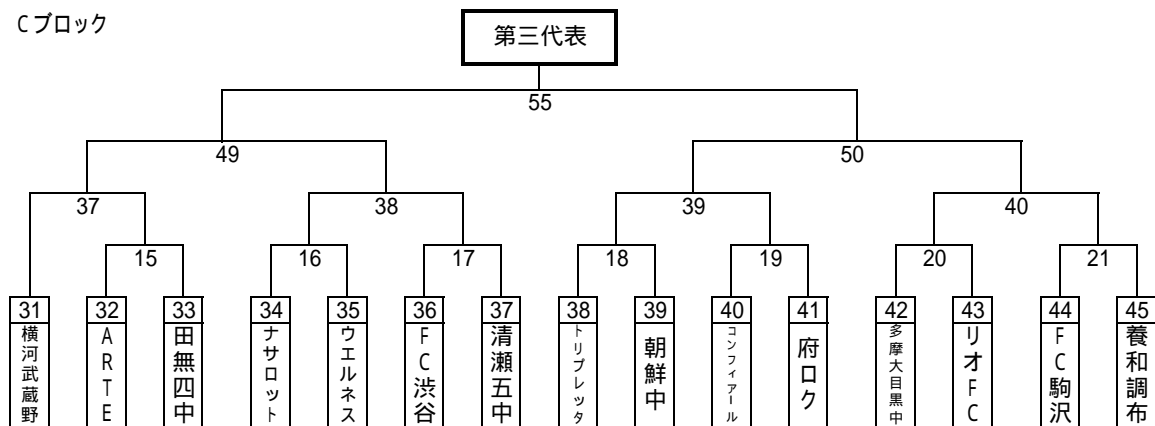 Cブロック
第三代表
55
49 50
37 38 39 40
15 16 17 18 19 20 21
31 32 33 34 35 36 37 38 39 40 41 42 43 44 45
横河武蔵野
ARTE
田無四中
ナサロット
ウエルネス
FC渋谷
清瀬五中
トリプレッタ
朝鮮中
コンフィアール
府ロク
多摩大目黒中
リオFC
FC駒沢
養和調布